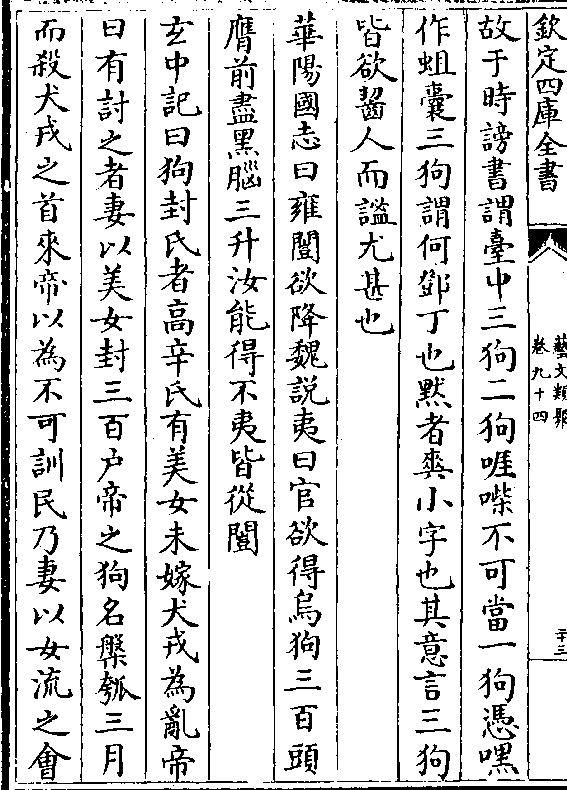 欽定四庫全書
藝文類聚
卷九十四
故于時謗書謂臺中三狗二狗啀喍不可當一狗憑嘿
作蛆囊三狗謂何鄧丁也默者爽小字也其意言三狗
皆欲齧人而謐尤甚也
華陽國志曰雍闓欲降魏説夷曰官欲得烏狗三百頭
膺前盡黑腦三升汝能得不夷皆從闓
玄中記曰狗封氏者高辛氏有美女未嫁犬戎為亂帝
曰有討之者妻以美女封三百户帝之狗名槃瓠三月
而殺犬戎之首來帝以為不可訓民乃妻以女流之會